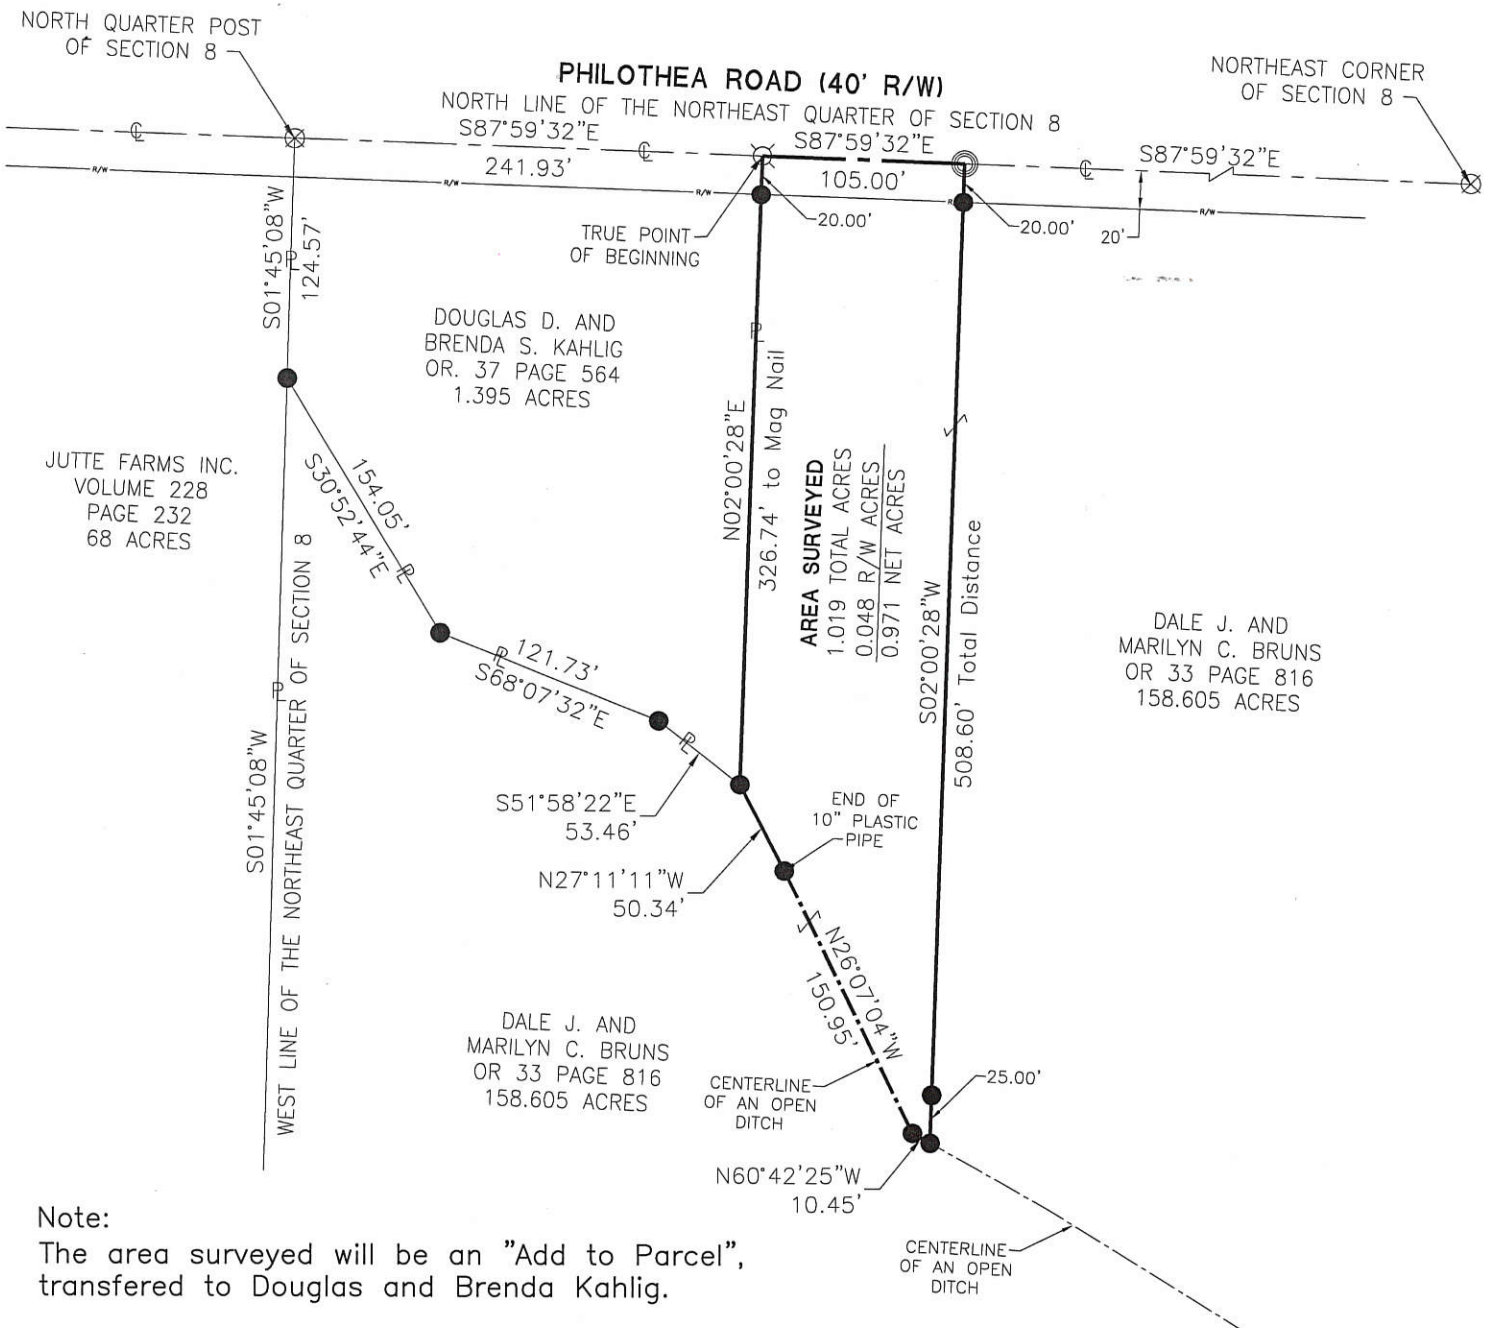 NORTH QUARTER POST
OF SECTION 8
PHILOTHEA ROAD (40' R/W)
NORTH LINE OF THE NORTHEAST QUARTER OF SECTION 8
NORTHEAST CORNER
OF SECTION 8
S87°59'32"E
241.93'
S87°59'32"E
105.00'
S87°59'32"E
℄
℄
℄
R/W
R/W
R/W
R/W
20.00'
20.00'
20'
TRUE POINT
OF BEGINNING
S01°45'08"W
124.57'
℄
DOUGLAS D. AND
BRENDA S. KAHLIG
OR. 37 PAGE 564
1.395 ACRES
JUTTE FARMS INC.
VOLUME 228
PAGE 232
68 ACRES
154.05'
S30°52'44"E
121.73'
S68°07'32"E
S51°58'22"E
53.46'
N27°11'11"W
50.34'
N02°00'28"E
326.74' to Mag Nail
AREA SURVEYED
1.019 TOTAL ACRES
0.048 R/W ACRES
0.971 NET ACRES
S02°00'28"W
508.60' Total Distance
DALE J. AND
MARILYN C. BRUNS
OR 33 PAGE 816
158.605 ACRES
END OF
10" PLASTIC
PIPE
S01°45'08"W
WEST LINE OF THE NORTHEAST QUARTER OF SECTION 8
N26°07'04"W
150.95'
DALE J. AND
MARILYN C. BRUNS
OR 33 PAGE 816
158.605 ACRES
CENTERLINE
OF AN OPEN
DITCH
25.00'
N60°42'25"W
10.45'
CENTERLINE
OF AN OPEN
DITCH
Note:
The area surveyed will be an "Add to Parcel",
transfered to Douglas and Brenda Kahlig.